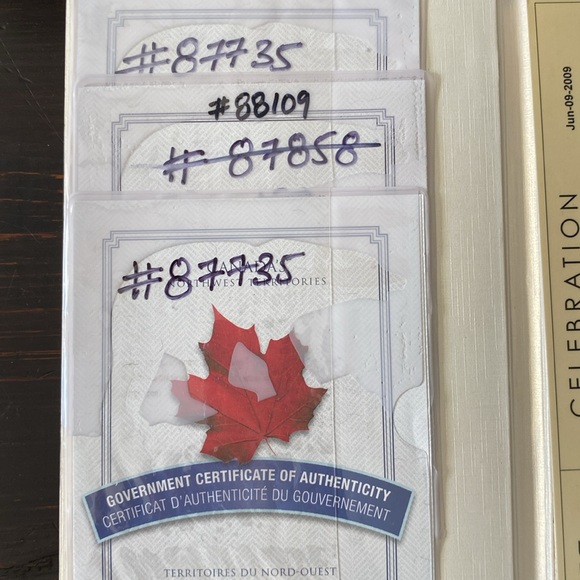 #87735
#88109
# 87858
#87735
CANADA
NORTHWEST TERRITORIES
GOVERNMENT CERTIFICATE OF AUTHENTICITY
CERTIFICAT D'AUTHENTICITÉ DU GOUVERNEMENT
TERRITOIRES DU NORD-OUEST
Jun-09-2009
CELEBRATION